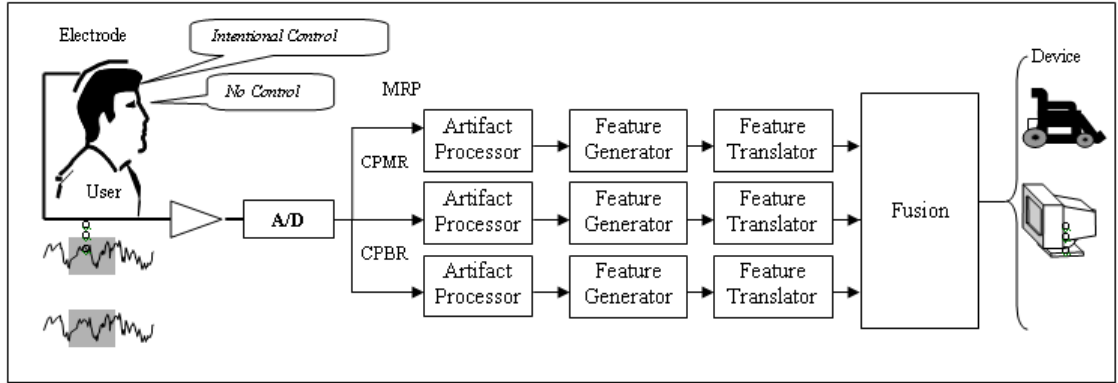 Electrode
Intentional Control
No Control
Device
User
A/D
MRP
CPMR
CPBR
Artifact
Processor
Feature
Generator
Feature
Translator
Artifact
Processor
Feature
Generator
Feature
Translator
Artifact
Processor
Feature
Generator
Feature
Translator
Fusion